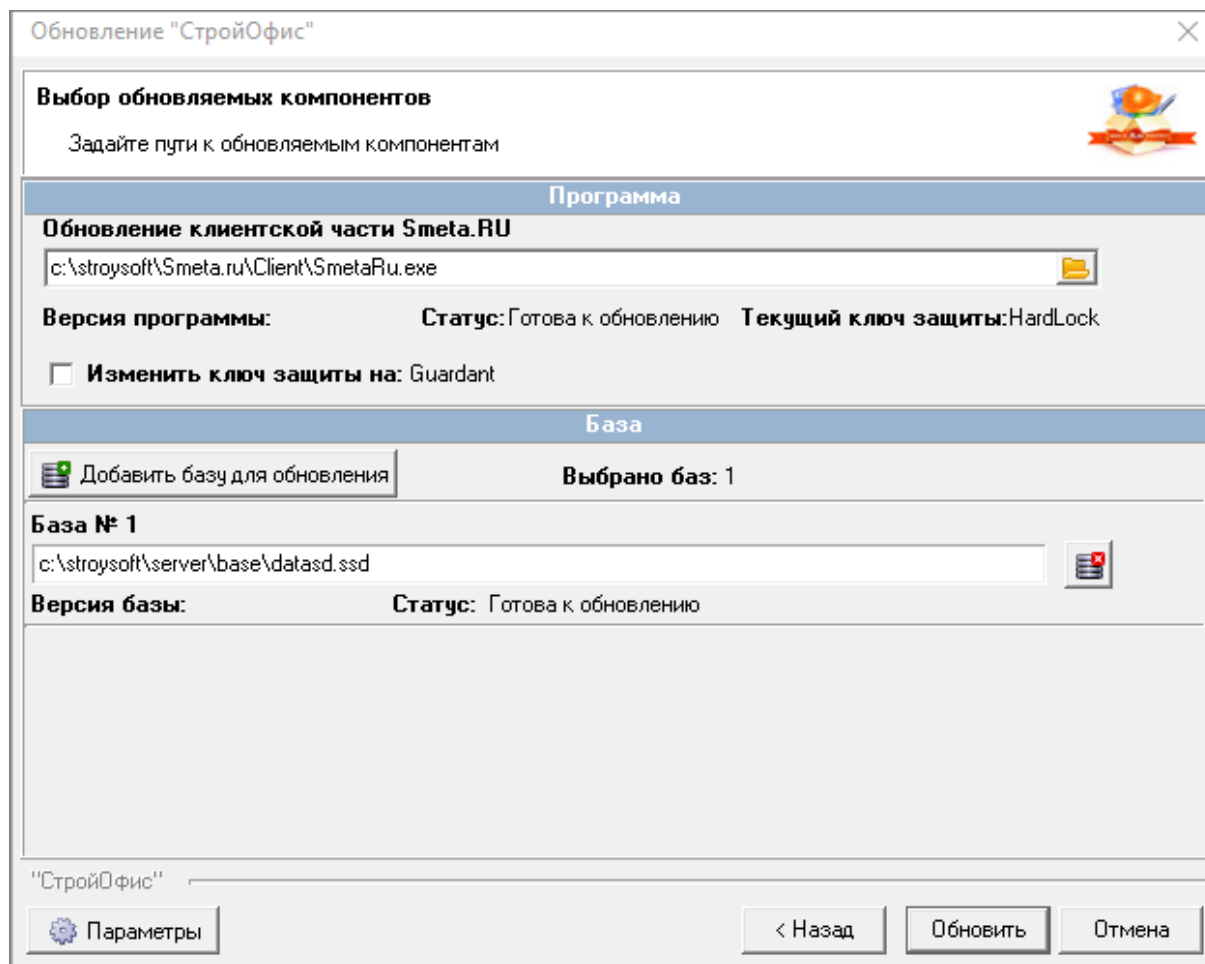 Обновление "СтройОфис"
Выбор обновляемых компонентов
Задайте пути к обновляемым компонентам
Программа
Обновление клиентской части Smeta.RU
c:\stroysoft\Smeta.ru\Client\SmetaRu.exe
Версия программы: Статус: Готова к обновлению Текущий ключ защиты: HardLock
Изменить ключ защиты на: Guardant
База
Добавить базу для обновления Выбрано баз: 1
База № 1
c:\stroysoft\server\base\datasd.ssd
Версия базы: Статус: Готова к обновлению
"СтройОфис"
Параметры < Назад Обновить Отмена